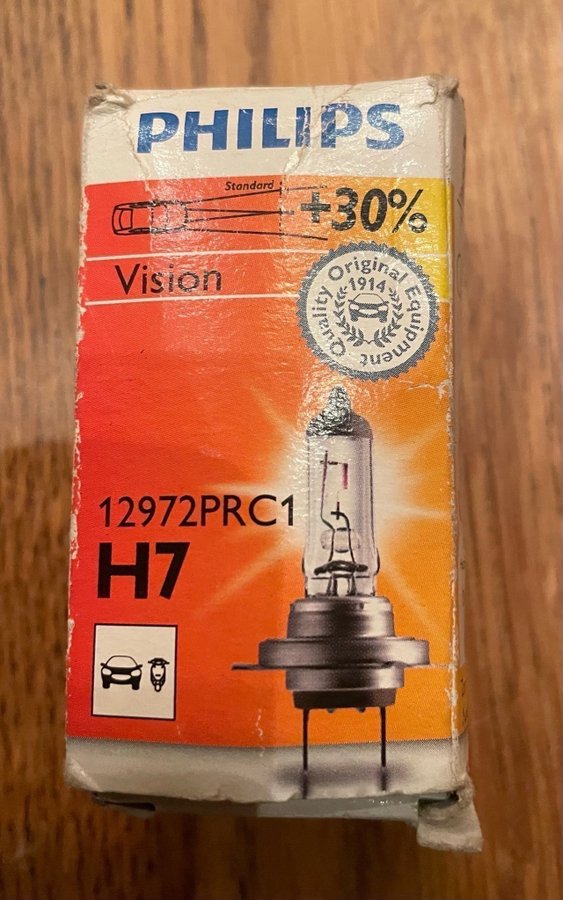 PHILIPS
Standard
+30%
Vision
Quality Original Equipment
1914
12972PRC1
H7